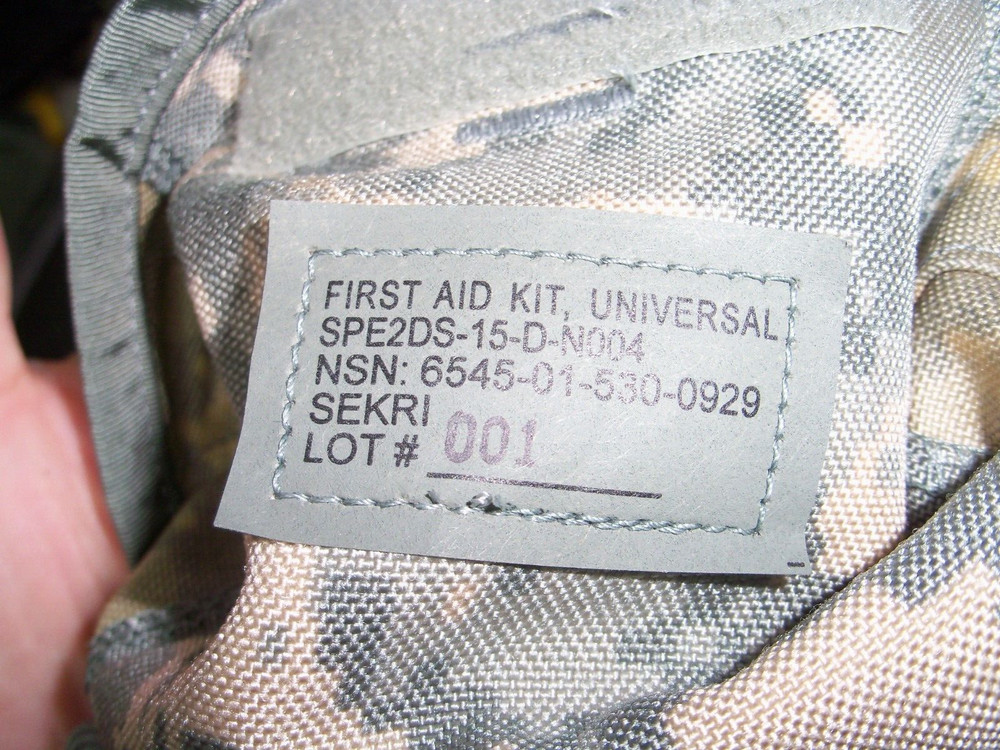 FIRST AID KIT, UNIVERSAL
SPE2DS-15-D-N004
NSN: 6545-01-530-0929
SEKRI
LOT # 001